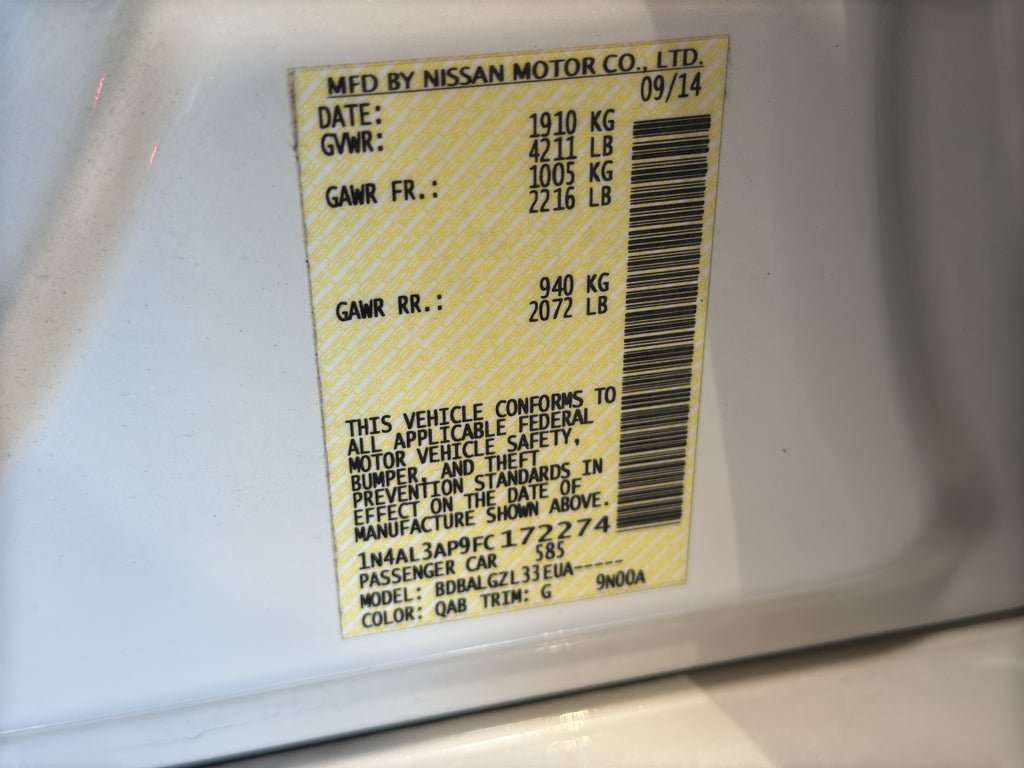 MFD BY NISSAN MOTOR CO., LTD.
DATE: 09/14
GVWR: 1910 KG
4211 LB
GAWR FR.: 1005 KG
2216 LB
GAWR RR.: 940 KG
2072 LB
THIS VEHICLE CONFORMS TO
ALL APPLICABLE FEDERAL
MOTOR VEHICLE SAFETY,
BUMPER, AND THEFT
PREVENTION STANDARDS IN
EFFECT ON THE DATE OF
MANUFACTURE SHOWN ABOVE.
1N4AL3AP9FC172274
PASSENGER CAR 585
MODEL: BDBALGZL33EUA-----
COLOR: QAB TRIM: G 9N00A